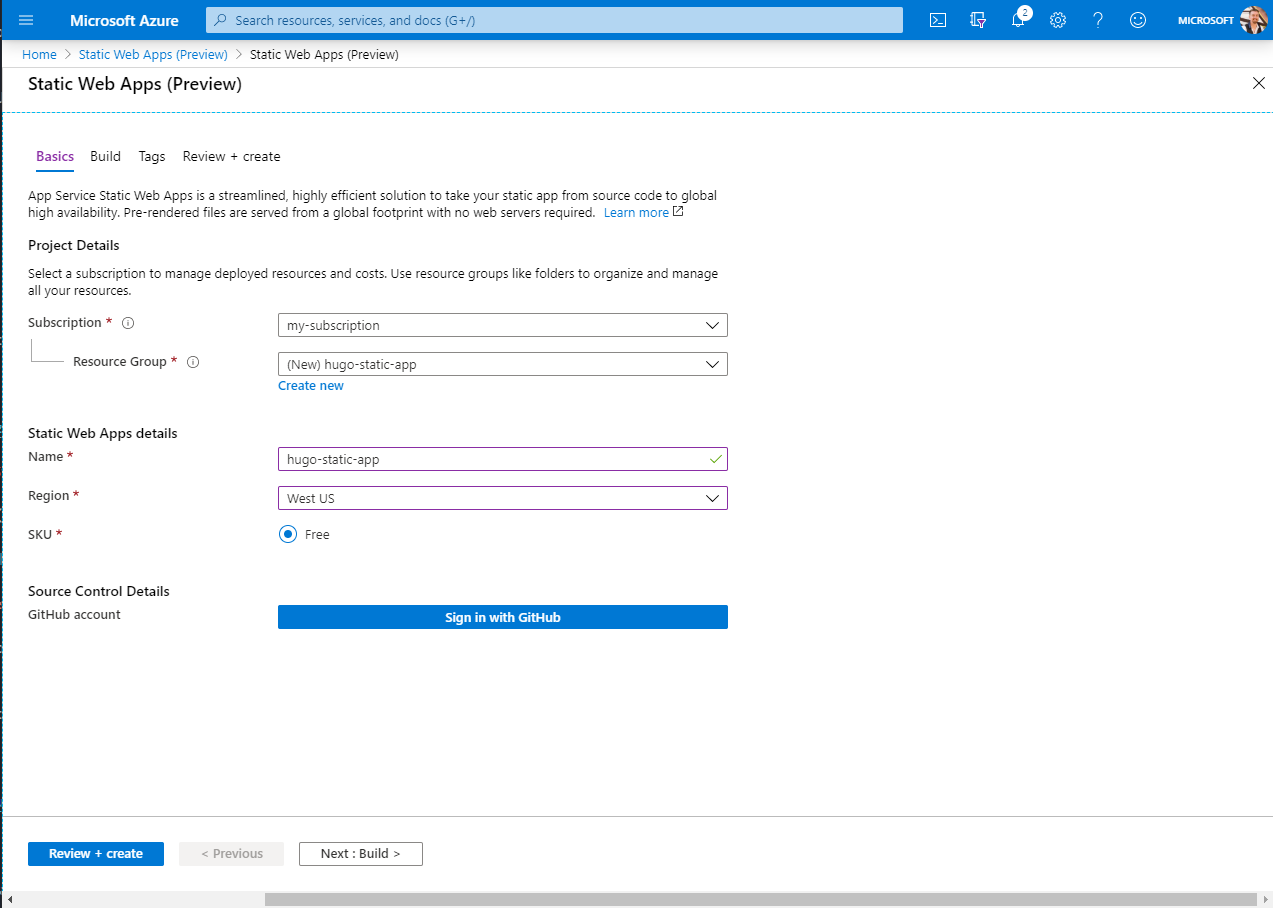 Microsoft Azure
Search resources, services, and docs (G+/)
2
MICROSOFT
Home > Static Web Apps (Preview) > Static Web Apps (Preview)
Static Web Apps (Preview)
Basics Build Tags Review + create
App Service Static Web Apps is a streamlined, highly efficient solution to take your static app from source code to global
high availability. Pre-rendered files are served from a global footprint with no web servers required. Learn more
Project Details
Select a subscription to manage deployed resources and costs. Use resource groups like folders to organize and manage
all your resources.
Subscription *
my-subscription
Resource Group *
(New) hugo-static-app
Create new
Static Web Apps details
Name *
hugo-static-app
Region *
West US
SKU *
Free
Source Control Details
GitHub account
Sign in with GitHub
Review + create
< Previous
Next : Build >